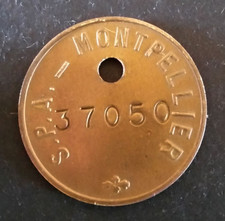 S.P.A. - MONTPELLIER
37050